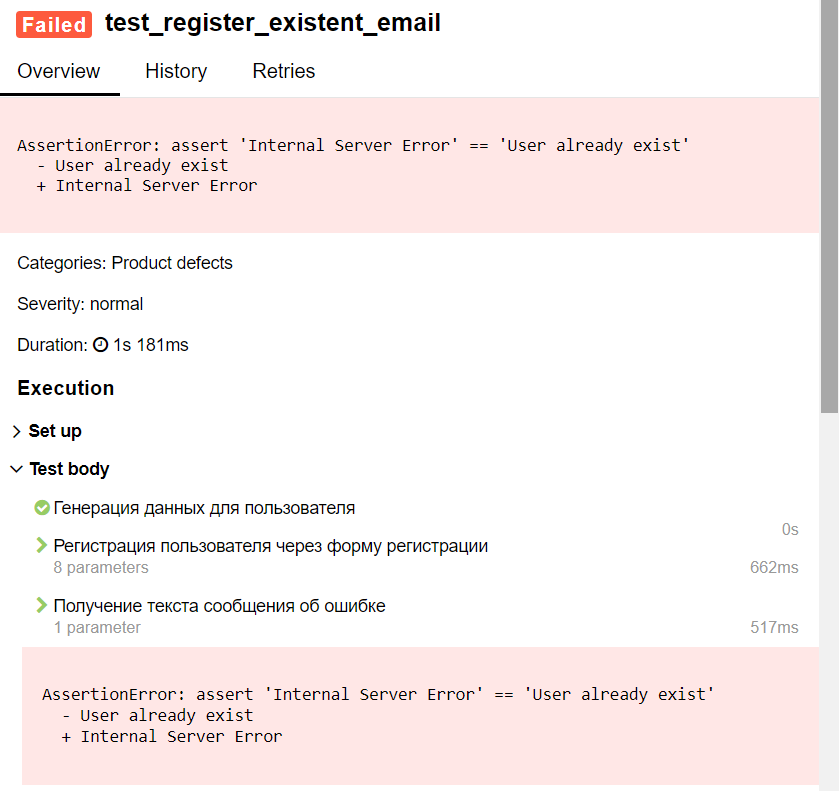 Failed test_register_existent_email
Overview History Retries
AssertionError: assert 'Internal Server Error' == 'User already exist'
- User already exist
+ Internal Server Error
Categories: Product defects
Severity: normal
Duration: 1s 181ms
Execution
Set up
Test body
Генерация данных для пользователя
0s
Регистрация пользователя через форму регистрации
8 parameters 662ms
Получение текста сообщения об ошибке
1 parameter 517ms
AssertionError: assert 'Internal Server Error' == 'User already exist'
- User already exist
+ Internal Server Error